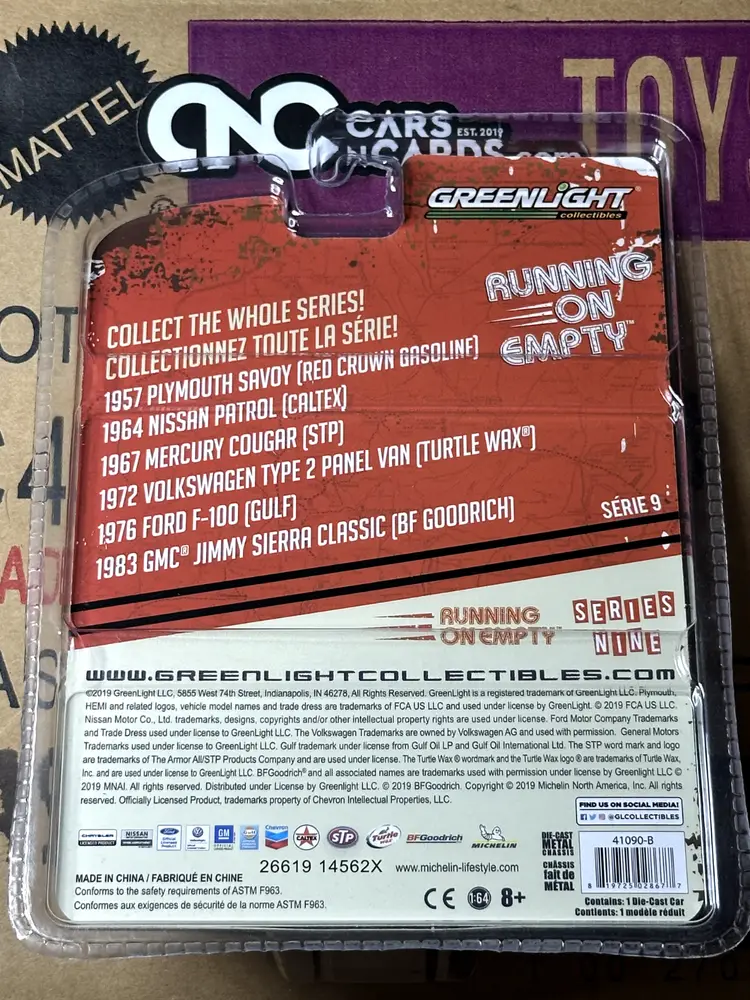 MATTEL
CNC
CARS EST. 2019
N CARDS.com
TOY
GREENLIGHT®
collectibles
RUNNING
ON
EMPTY™
COLLECT THE WHOLE SERIES!
COLLECTIONNEZ TOUTE LA SÉRIE!
1957 PLYMOUTH SAVOY (RED CROWN GASOLINE)
1964 NISSAN PATROL (CALTEX)
1967 MERCURY COUGAR (STP)
1972 VOLKSWAGEN TYPE 2 PANEL VAN (TURTLE WAX®)
1976 FORD F-100 (GULF)
1983 GMC® JIMMY SIERRA CLASSIC (BF GOODRICH)
SÉRIE 9
RUNNING
ON EMPTY™
SERIES
NINE
WWW.GREENLIGHTCOLLECTIBLES.COM
©2019 GreenLight LLC, 5855 West 74th Street, Indianapolis, IN 46278, All Rights Reserved. GreenLight is a registered trademark of GreenLight LLC. Plymouth,
HEMI and related logos, vehicle model names and trade dress are trademarks of FCA US LLC and used under license by GreenLight. © 2019 FCA US LLC.
Nissan Motor Co., Ltd. trademarks, designs, copyrights and/or other intellectual property rights are used under license. Ford Motor Company Trademarks
and Trade Dress used under license to GreenLight LLC. The Volkswagen Trademarks are owned by Volkswagen AG and used with permission. General Motors
Trademarks used under license to GreenLight LLC. Gulf trademark under license from Gulf Oil LP and Gulf Oil International Ltd. The STP word mark and logo
are trademarks of The Armor All/STP Products Company and are used under license. The Turtle Wax ® wordmark and the Turtle Wax logo ® are trademarks of Turtle Wax,
Inc. and are used under license to GreenLight LLC. BFGoodrich® and all associated names are trademarks used with permission under license by GreenLight LLC ©
2019 MNAI. All rights reserved. Distributed under License by GreenLight LLC. © 2019 BFGoodrich. Copyright © 2019 Michelin North America, Inc. All rights
reserved. Officially Licensed Product, trademarks property of Chevron Intellectual Properties, LLC.
FIND US ON SOCIAL MEDIA!
@GLCOLLECTIBLES
CHRYSLER
NISSAN
Ford
GM
Gulf
Chevron
CALTEX
STP
Turtle
Wax
BFGoodrich
MICHELIN
DIE-CAST
METAL
CHASSIS
CHÂSSIS
fait de
MÉTAL
41090-B
8 19725 02867 7
26619 14562X
www.michelin-lifestyle.com
MADE IN CHINA / FABRIQUÉ EN CHINE
Conforms to the safety requirements of ASTM F963.
Conformes aux exigences de sécurité de la norme ASTM F963.
CE 1:64 8+
Contains: 1 Die-Cast Car
Contient: 1 modèle réduit